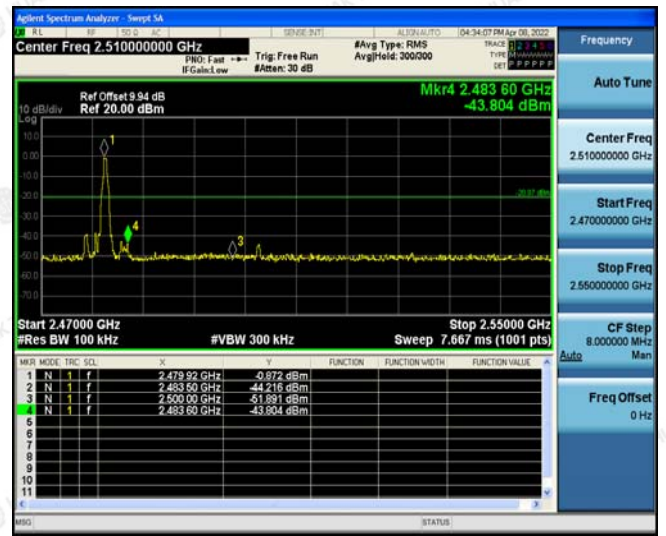 Agilent Spectrum Analyzer - Swept SA
RL RF 50 Ω AC SENSE:INT ALIGNAUTO 04:34:07 PM Apr 08, 2022
Center Freq 2.510000000 GHz
PNO: Fast
IFGain:Low
Trig: Free Run
#Atten: 30 dB
#Avg Type: RMS
Avg|Hold: 300/300
TRACE 1 2 3 4 5 6
TYPE
DET P P P P P P
Frequency
Auto Tune
Center Freq
2.510000000 GHz
Start Freq
2.470000000 GHz
Stop Freq
2.550000000 GHz
CF Step
8.000000 MHz
Auto Man
Freq Offset
0 Hz
Mkr4 2.483 60 GHz
-43.804 dBm
Ref Offset 9.94 dB
Ref 20.00 dBm
10 dB/div
Log
10.0
0.00
-10.0
-20.0
-30.0
-40.0
-50.0
-60.0
-70.0
1
4
3
-20.87 dBm
Start 2.47000 GHz
Stop 2.55000 GHz
#Res BW 100 kHz
#VBW 300 kHz
Sweep 7.667 ms (1001 pts)
MKR MODE TRC SCL X Y FUNCTION FUNCTION WIDTH FUNCTION VALUE
1 N 1 f 2.479 92 GHz -0.872 dBm
2 N 1 f 2.483 50 GHz -44.216 dBm
3 N 1 f 2.500 00 GHz -51.891 dBm
4 N 1 f 2.483 60 GHz -43.804 dBm
5
6
7
8
9
10
11
MSG
STATUS